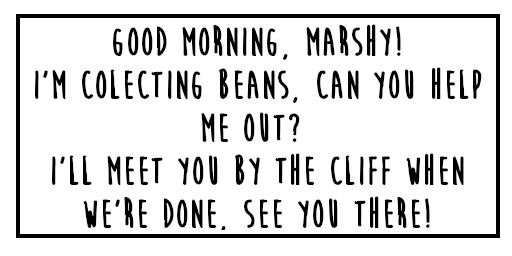 GOOD MORNING, MARSHY!
I'M COLECTING BEANS, CAN YOU HELP
ME OUT?
I'LL MEET YOU BY THE CLIFF WHEN
WE'RE DONE. SEE YOU THERE!